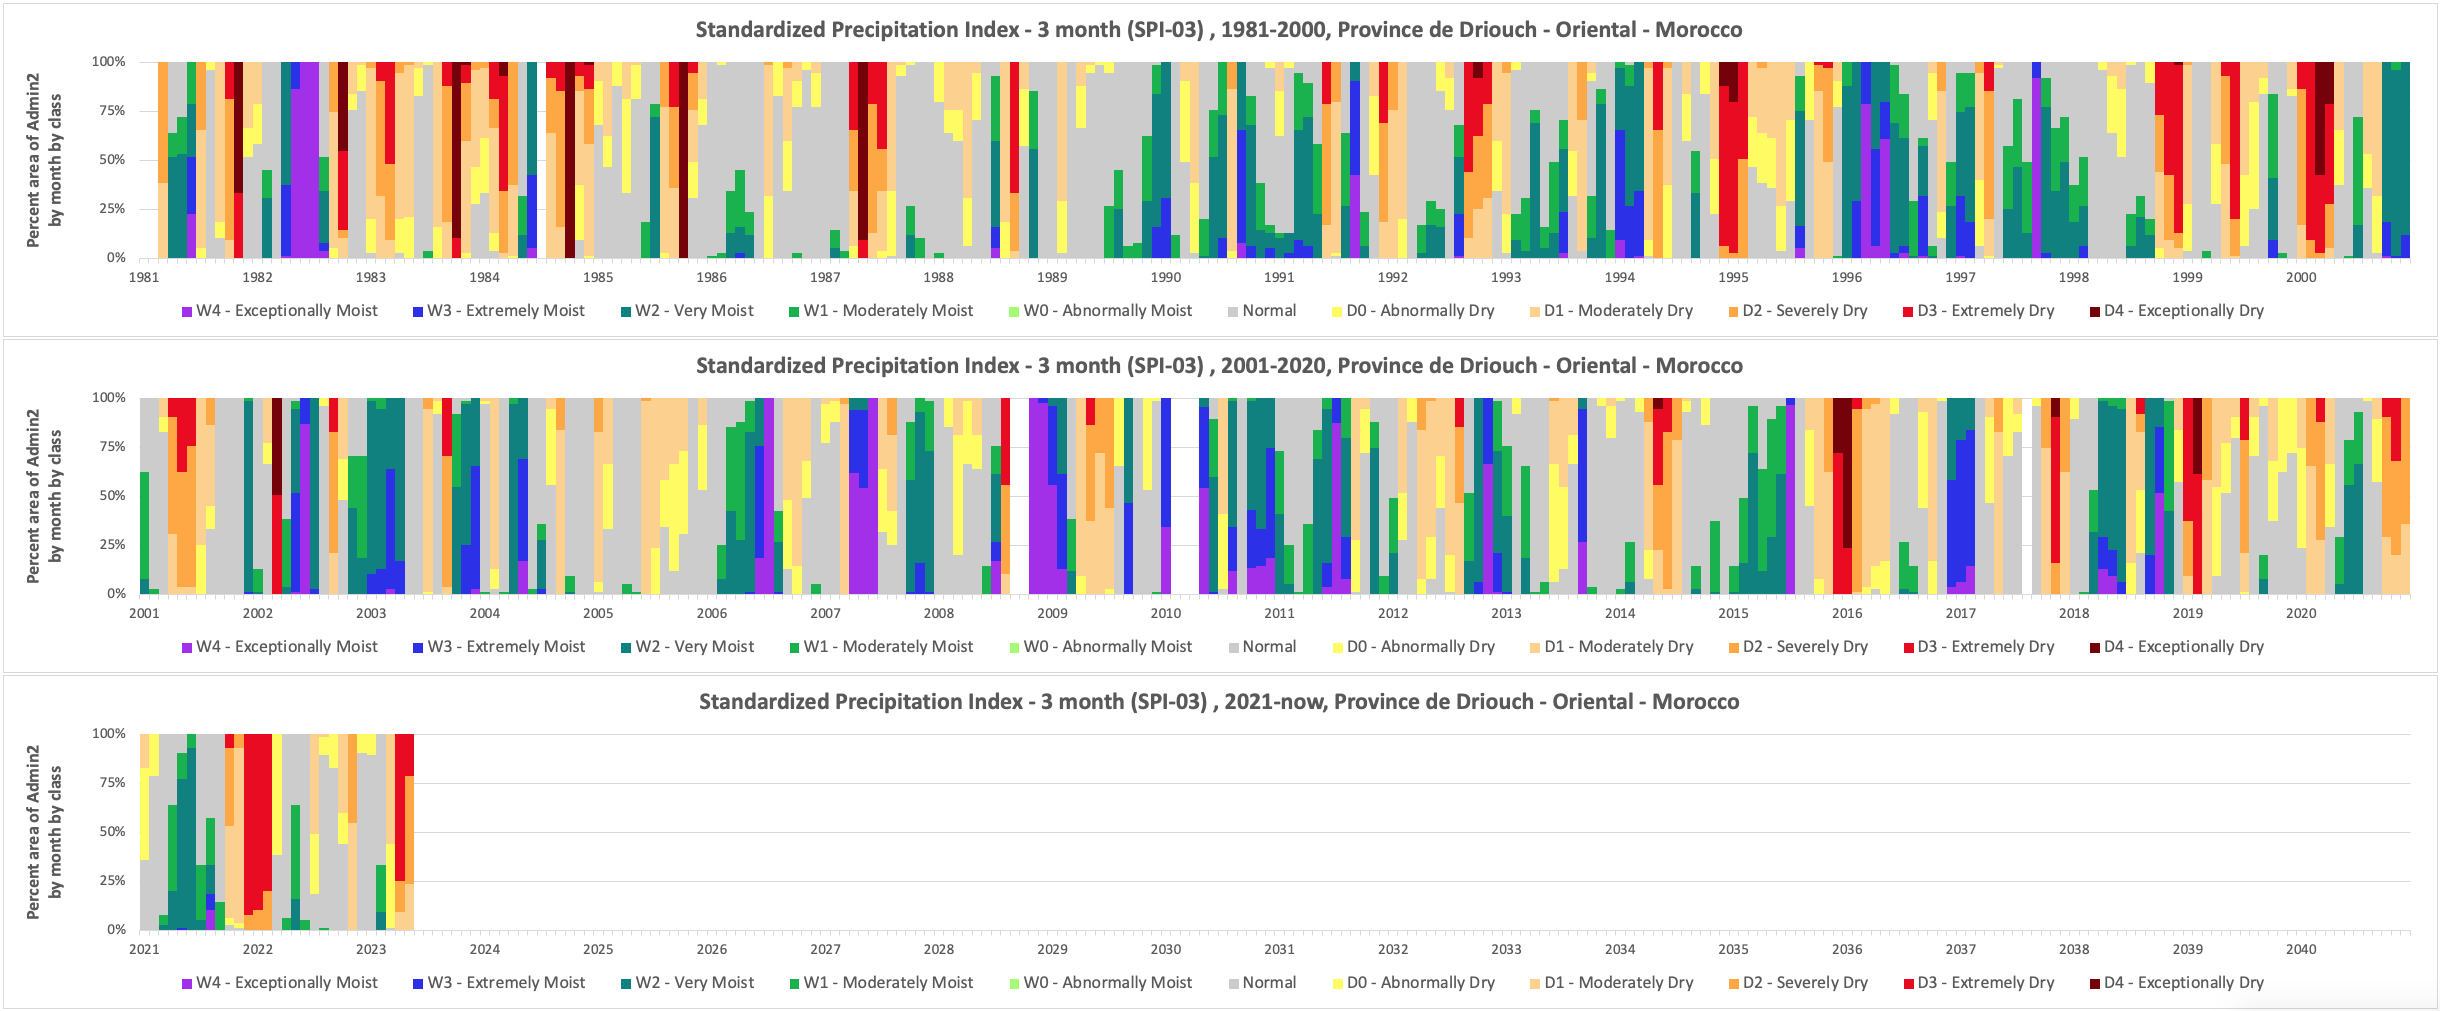 Standardized Precipitation Index - 3 month (SPI-03) , 1981-2000, Province de Driouch - Oriental - Morocco
Percent area of Admin2
by month by class
100%
75%
50%
25%
0%
1981 1982 1983 1984 1985 1986 1987 1988 1989 1990 1991 1992 1993 1994 1995 1996 1997 1998 1999 2000
W4 - Exceptionally Moist W3 - Extremely Moist W2 - Very Moist W1 - Moderately Moist W0 - Abnormally Moist Normal D0 - Abnormally Dry D1 - Moderately Dry D2 - Severely Dry D3 - Extremely Dry D4 - Exceptionally Dry
Standardized Precipitation Index - 3 month (SPI-03) , 2001-2020, Province de Driouch - Oriental - Morocco
Percent area of Admin2
by month by class
100%
75%
50%
25%
0%
2001 2002 2003 2004 2005 2006 2007 2008 2009 2010 2011 2012 2013 2014 2015 2016 2017 2018 2019 2020
W4 - Exceptionally Moist W3 - Extremely Moist W2 - Very Moist W1 - Moderately Moist W0 - Abnormally Moist Normal D0 - Abnormally Dry D1 - Moderately Dry D2 - Severely Dry D3 - Extremely Dry D4 - Exceptionally Dry
Standardized Precipitation Index - 3 month (SPI-03) , 2021-now, Province de Driouch - Oriental - Morocco
Percent area of Admin2
by month by class
100%
75%
50%
25%
0%
2021 2022 2023 2024 2025 2026 2027 2028 2029 2030 2031 2032 2033 2034 2035 2036 2037 2038 2039 2040
W4 - Exceptionally Moist W3 - Extremely Moist W2 - Very Moist W1 - Moderately Moist W0 - Abnormally Moist Normal D0 - Abnormally Dry D1 - Moderately Dry D2 - Severely Dry D3 - Extremely Dry D4 - Exceptionally Dry